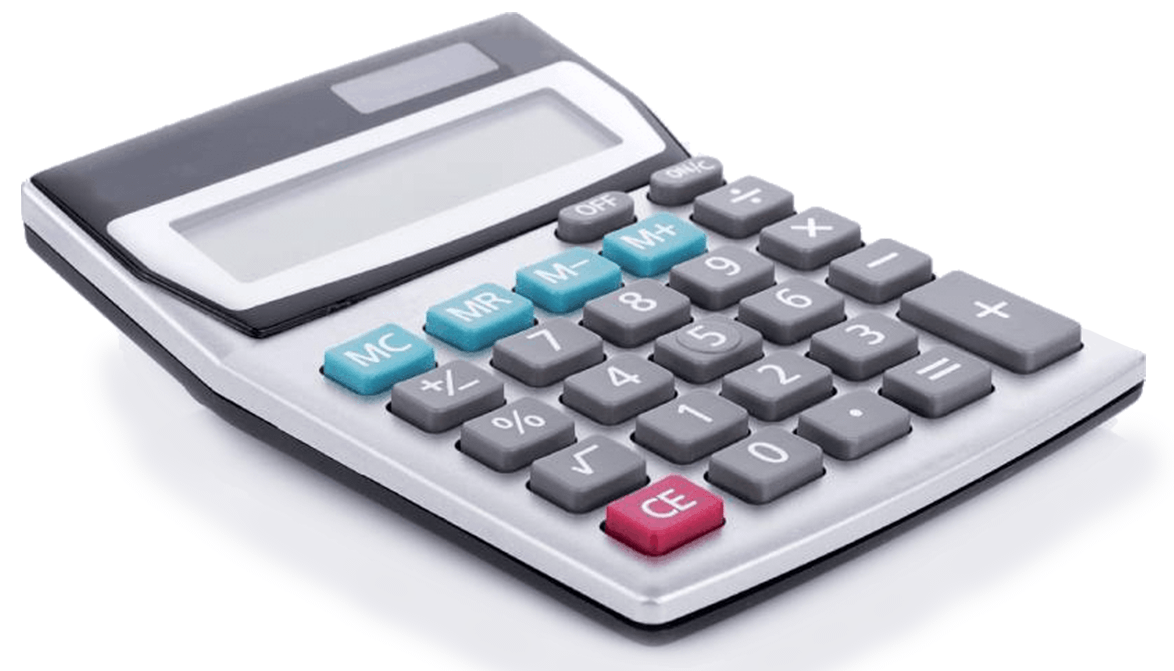 OFF ON/C
MC MR M− M+ ÷
+/− 7 8 9 ×
% 4 5 6 −
√ 1 2 3 +
CE 0 . =